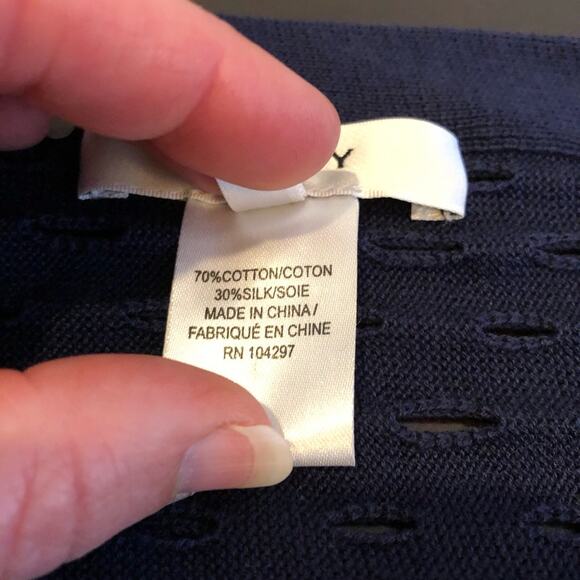 Y
70%COTTON/COTON
30%SILK/SOIE
MADE IN CHINA/
FABRIQUÉ EN CHINE
RN 104297